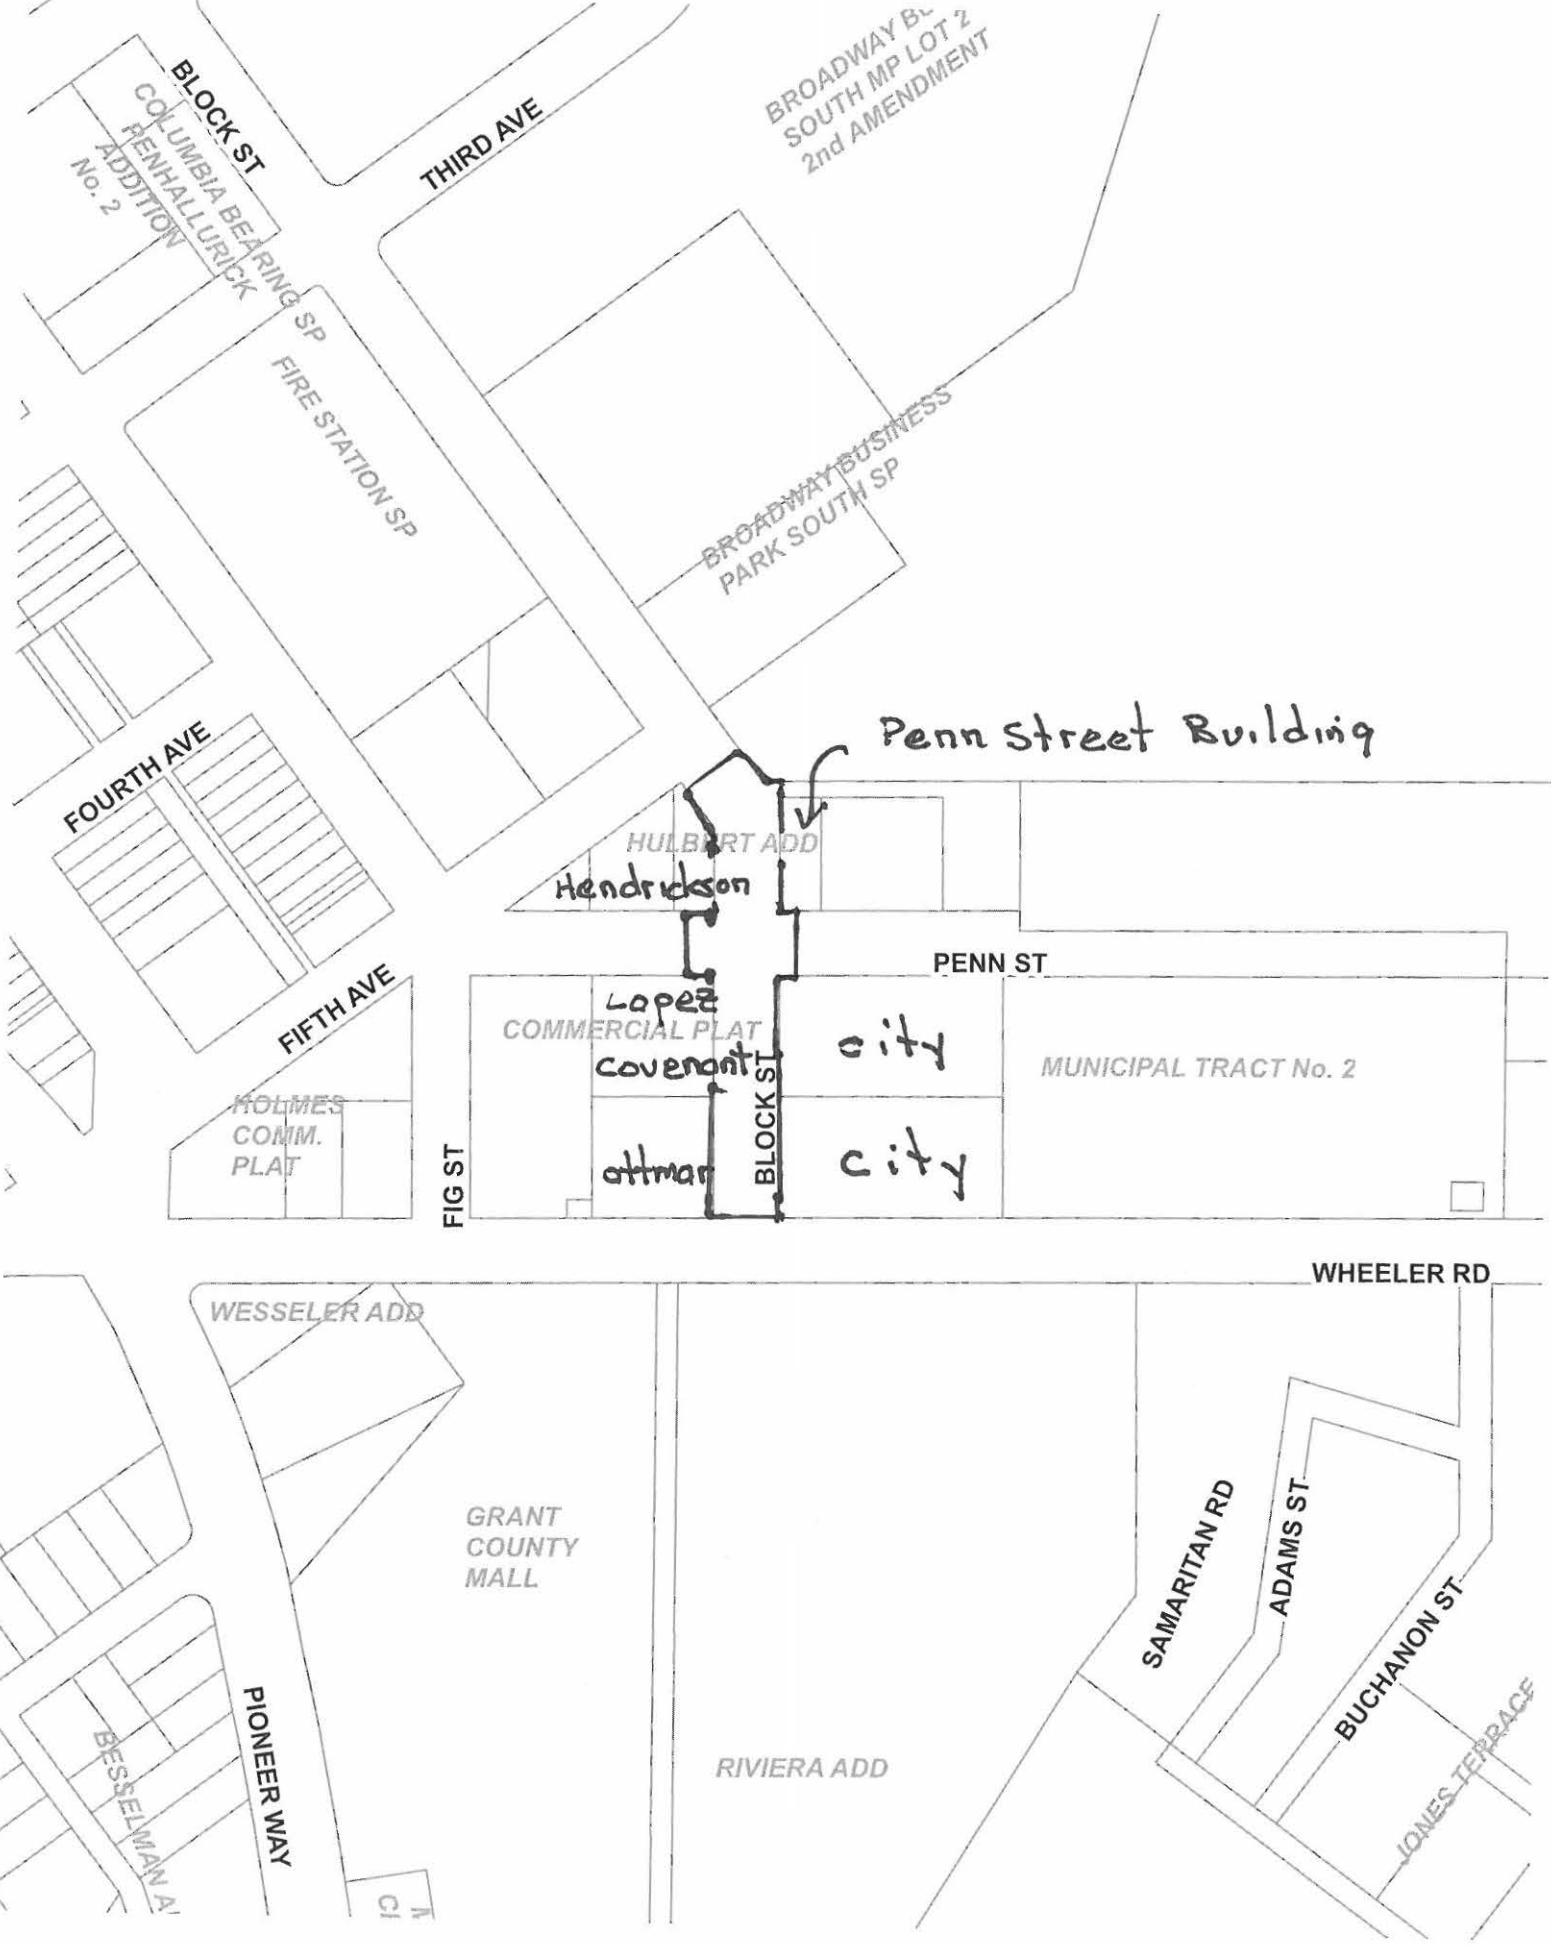 BROADWAY
SOUTH MP LOT 2
2nd AMENDMENT
BLOCK ST
COLUMBIA BEARING SP
PENHALLURICK
ADDITION
No. 2
THIRD AVE
FIRE STATION SP
BROADWAY BUSINESS
PARK SOUTH SP
Penn Street Building
FOURTH AVE
HULBERT ADD
Hendrickson
PENN ST
FIFTH AVE
Lopez
COMMERCIAL PLAT
city
covenant
BLOCK ST
MUNICIPAL TRACT No. 2
HOLMES
COMM.
PLAT
FIG ST
ottmar
city
WHEELER RD
WESSELER ADD
GRANT
COUNTY
MALL
SAMARITAN RD
ADAMS ST
BUCHANON ST
PIONEER WAY
BESSELMAN
RIVIERA ADD
JONES TERRACE